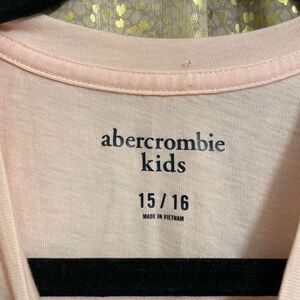 abercrombie
kids
15 / 16
MADE IN VIETNAM